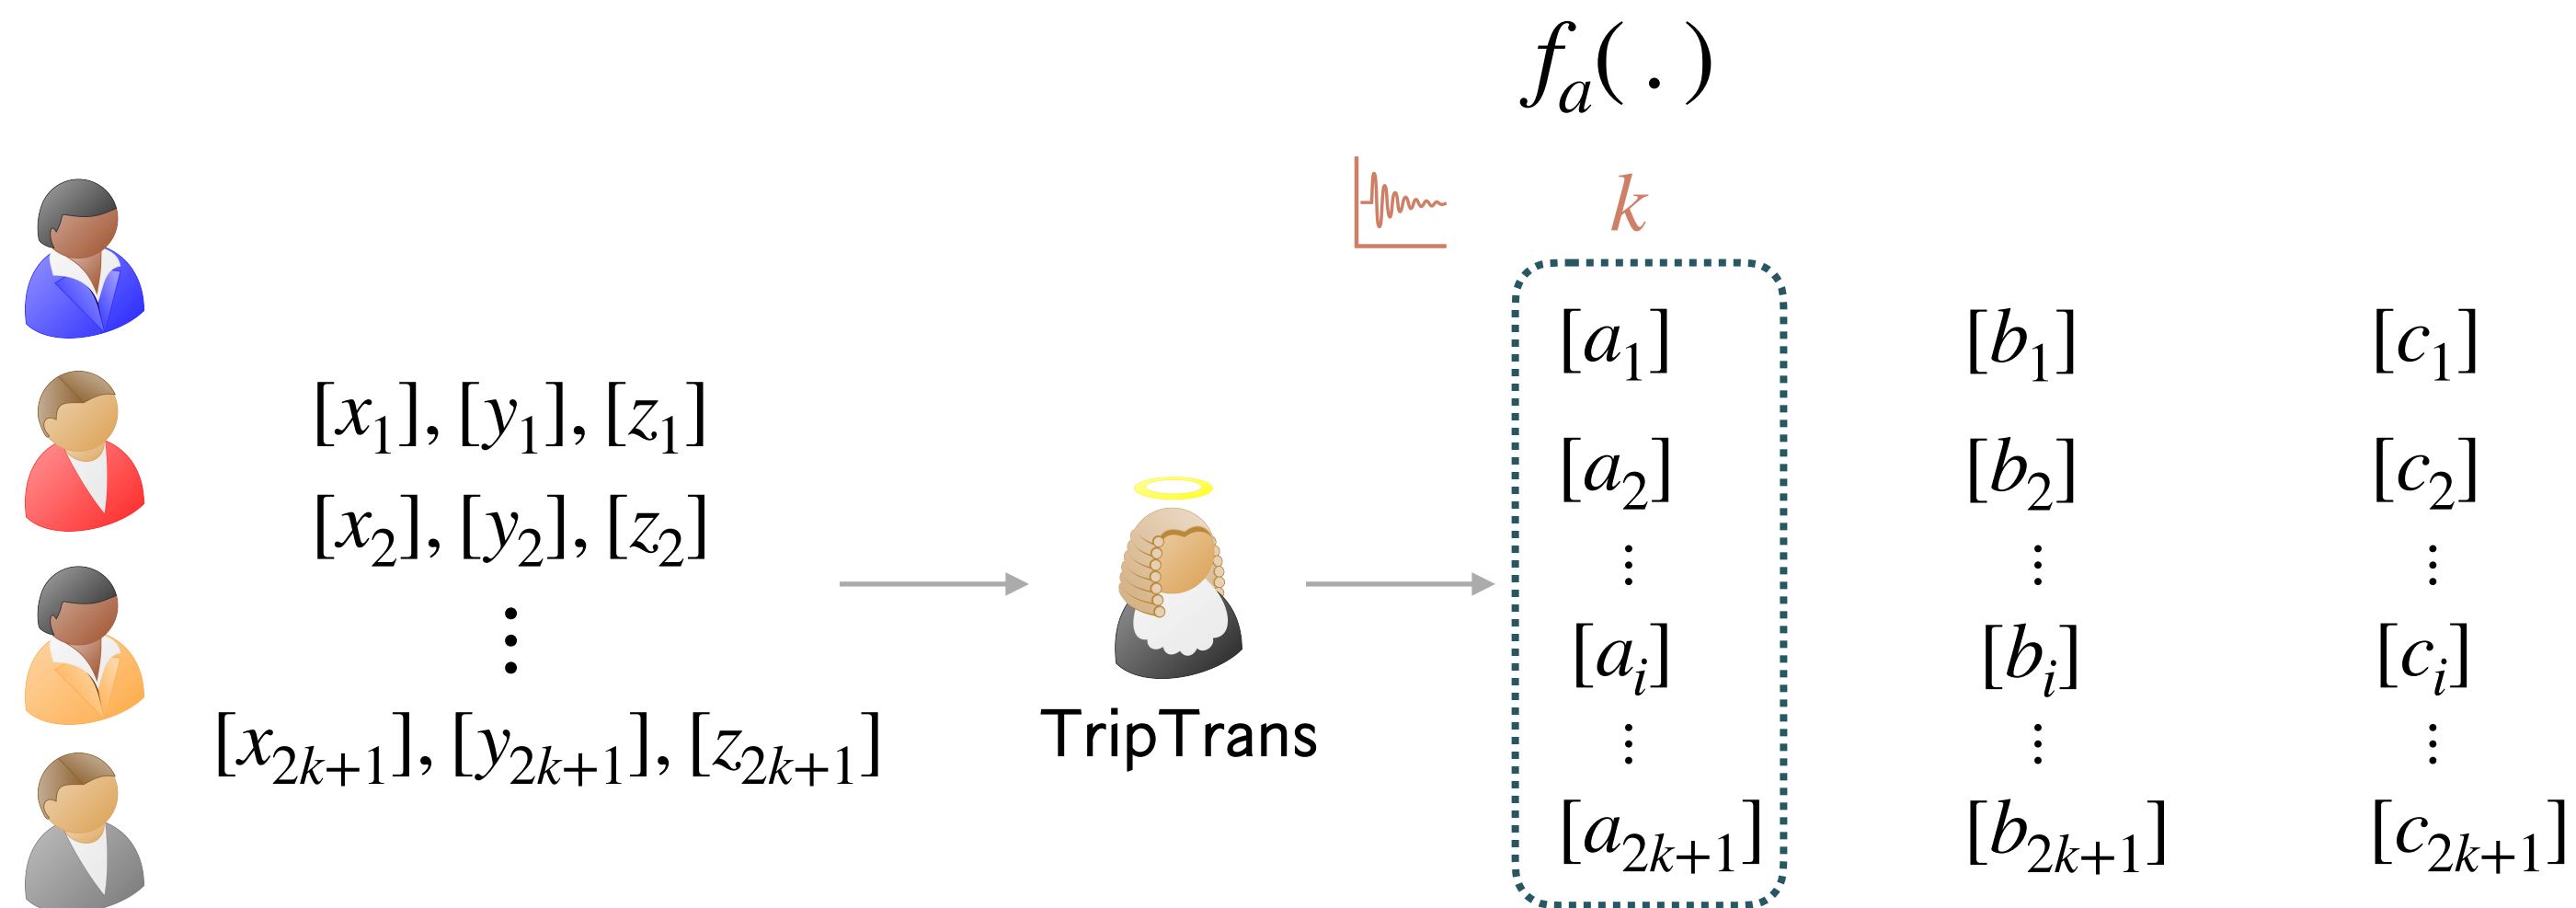 f_a(.)
k
[x_1], [y_1], [z_1]
[x_2], [y_2], [z_2]
⋮
[x_{2k+1}], [y_{2k+1}], [z_{2k+1}]
TripTrans
[a_1] [b_1] [c_1]
[a_2] [b_2] [c_2]
⋮ ⋮ ⋮
[a_i] [b_i] [c_i]
⋮ ⋮ ⋮
[a_{2k+1}] [b_{2k+1}] [c_{2k+1}]